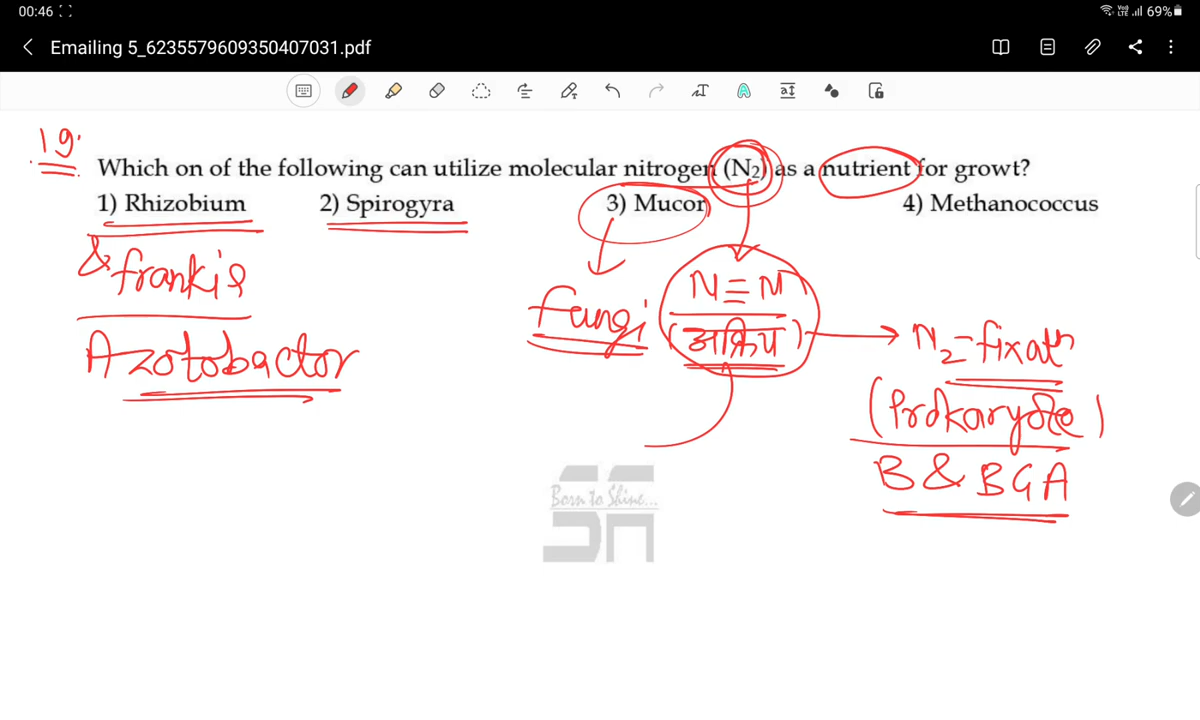 00:46
69%
Emailing 5_6235579609350407031.pdf
19.
Which on of the following can utilize molecular nitrogen (N2) as a nutrient for growt?
1) Rhizobium 2) Spirogyra 3) Mucor 4) Methanococcus
& frankia
Azotobactor
fungi
N≡N
(अक्रिय)
N2-fixatn
(Prokaryote)
B & BGA
Born to Shine...